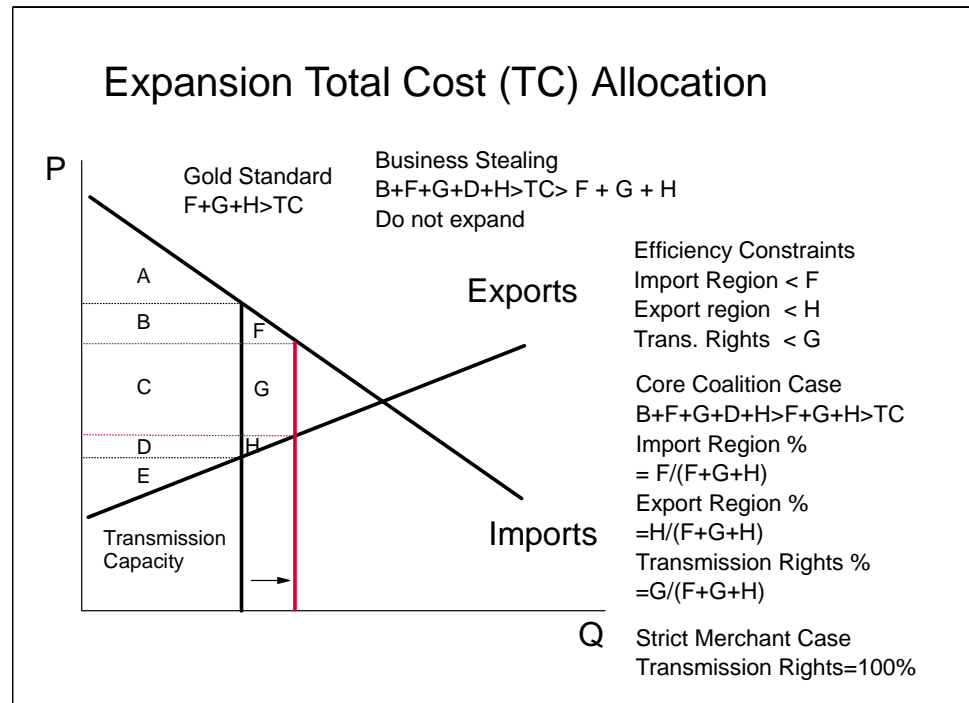 Expansion Total Cost (TC) Allocation
P
Gold Standard
F+G+H>TC
Business Stealing
B+F+G+D+H>TC> F + G + H
Do not expand
A
B
C
D
E
F
G
H
Exports
Imports
Transmission
Capacity
Q
Efficiency Constraints
Import Region < F
Export region < H
Trans. Rights < G
Core Coalition Case
B+F+G+D+H>F+G+H>TC
Import Region %
= F/(F+G+H)
Export Region %
=H/(F+G+H)
Transmission Rights %
=G/(F+G+H)
Strict Merchant Case
Transmission Rights=100%